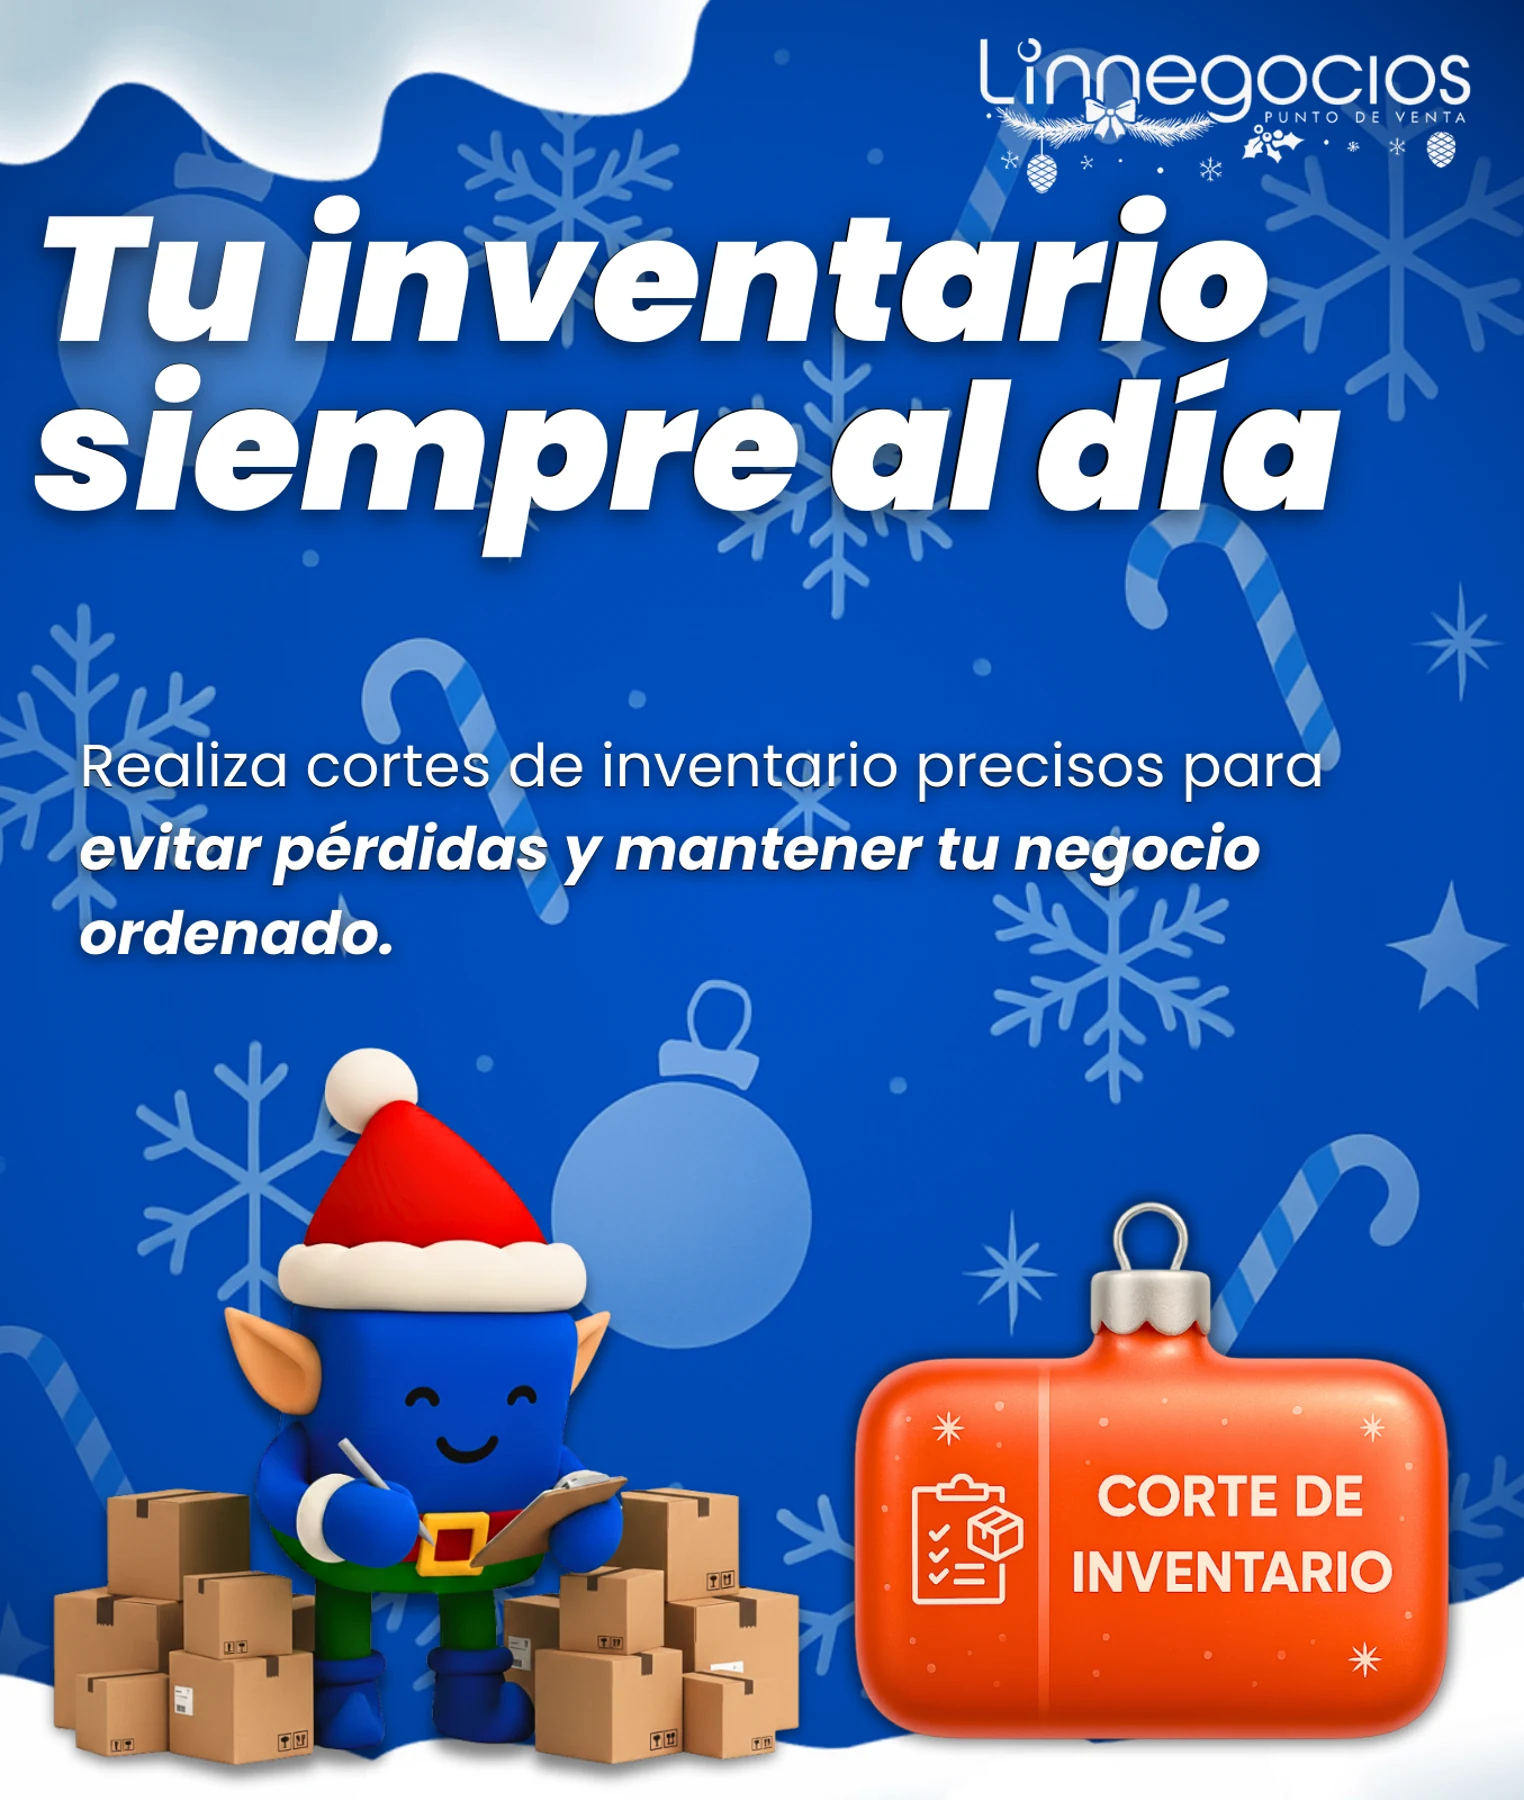 Linnegocios
PUNTO DE VENTA
Tu inventario
siempre al día
Realiza cortes de inventario precisos para
evitar pérdidas y mantener tu negocio
ordenado.
CORTE DE
INVENTARIO